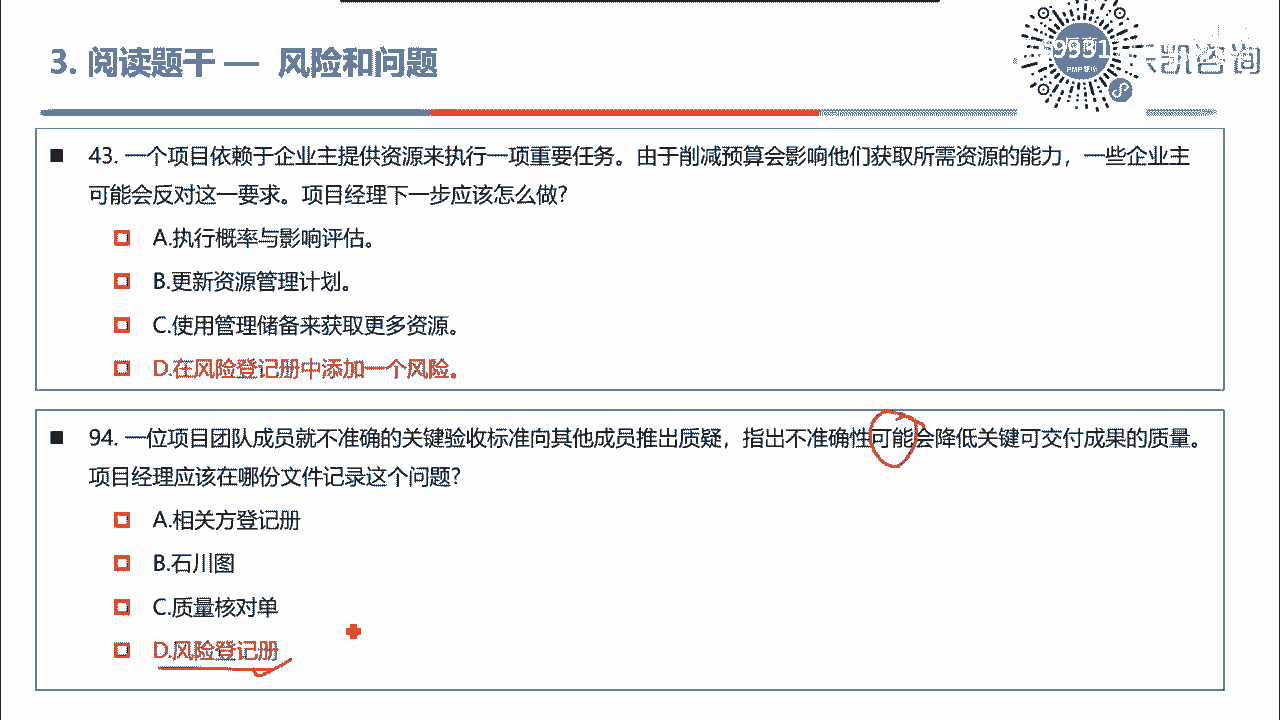 3. 阅读题干 — 风险和问题
9931
PMP题库
天凯咨询
■ 43. 一个项目依赖于企业主提供资源来执行一项重要任务。由于削减预算会影响他们获取所需资源的能力，一些企业主
可能会反对这一要求。项目经理下一步应该怎么做?
A.执行概率与影响评估。
B.更新资源管理计划。
C.使用管理储备来获取更多资源。
D.在风险登记册中添加一个风险。
■ 94. 一位项目团队成员就不准确的关键验收标准向其他成员推出质疑，指出不准确性可能会降低关键可交付成果的质量。
项目经理应该在哪份文件记录这个问题?
A.相关方登记册
B.石川图
C.质量核对单
D.风险登记册